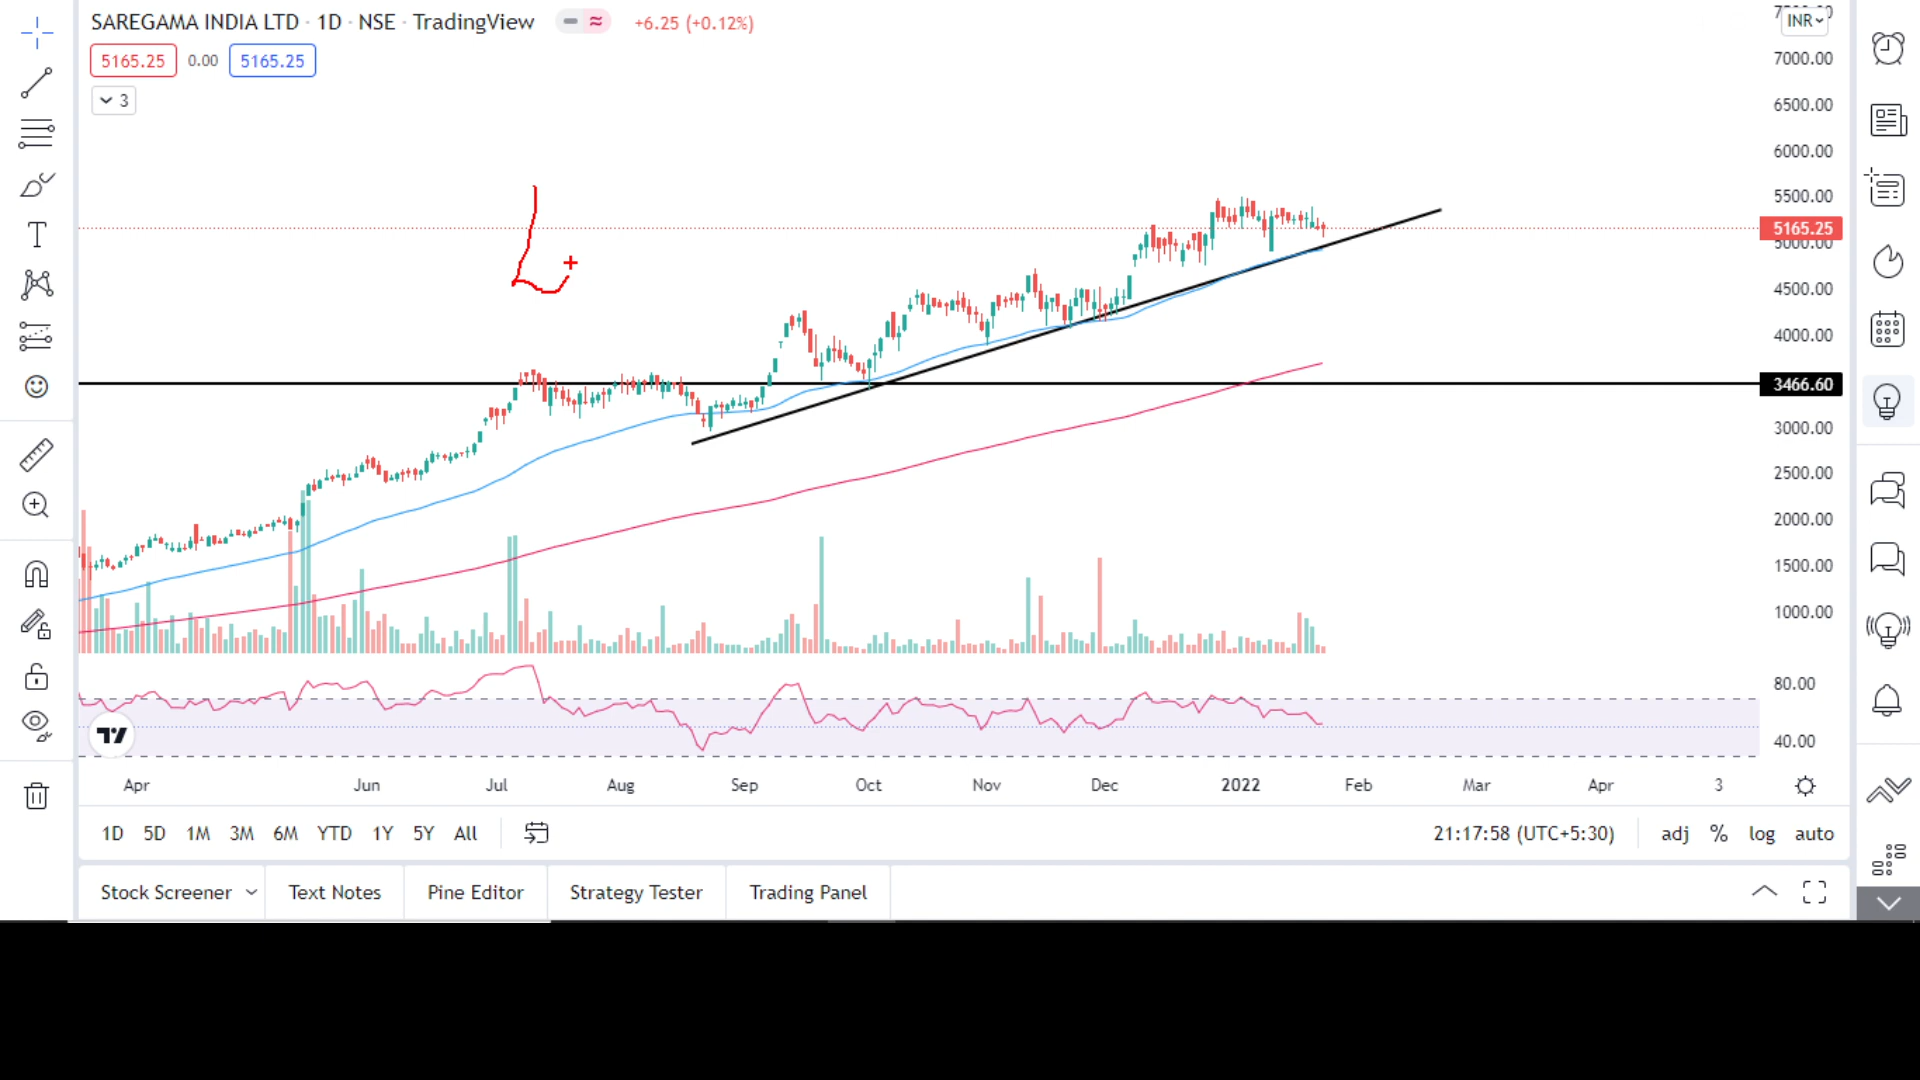 SAREGAMA INDIA LTD · 1D · NSE · TradingView
+6.25 (+0.12%)
INR
5165.25 0.00 5165.25
3
7000.00
6500.00
6000.00
5500.00
5165.25
5000.00
4500.00
4000.00
3466.60
3000.00
2500.00
2000.00
1500.00
1000.00
80.00
40.00
Apr Jun Jul Aug Sep Oct Nov Dec 2022 Feb Mar Apr 3
1D 5D 1M 3M 6M YTD 1Y 5Y All
21:17:58 (UTC+5:30) adj % log auto
Stock Screener Text Notes Pine Editor Strategy Tester Trading Panel